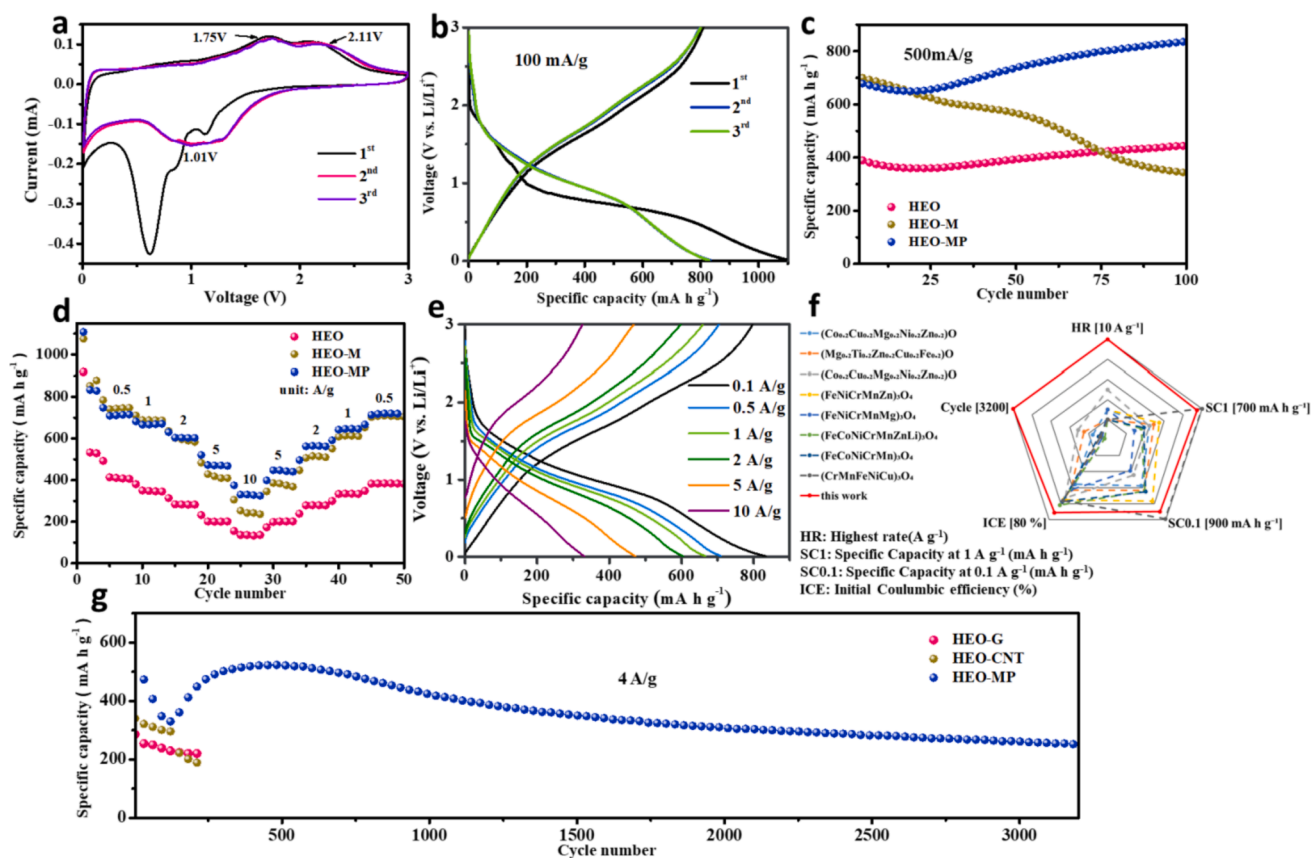 a
1.75V
2.11V
1.01V
0.1
0.0
-0.1
-0.2
-0.3
-0.4
Current (mA)
1st
2nd
3rd
0 1 2 3
Voltage (V)
b
100 mA/g
3
2
1
0
Voltage (V vs. Li/Li+)
1st
2nd
3rd
0 200 400 600 800 1000
Specific capacity (mA h g-1)
c
500mA/g
800
600
400
200
0
Specific capacity ( mA h g-1)
HEO
HEO-M
HEO-MP
25 50 75 100
Cycle number
d
1000
800
600
400
200
0
Specific capacity ( mA h g-1)
HEO
HEO-M
HEO-MP
unit: A/g
0.5 1 2 5 10 5 2 1 0.5
0 10 20 30 40 50
Cycle number
e
3
2
1
0
Voltage (V vs. Li/Li+)
0.1 A/g
0.5 A/g
1 A/g
2 A/g
5 A/g
10 A/g
0 200 400 600 800
Specific capacity (mA h g-1)
f
HR [10 A g-1]
SC1 [700 mA h g-1]
SC0.1 [900 mA h g-1]
ICE [80 %]
Cycle [3200]
(Co0.2Cu0.2Mg0.2Ni0.2Zn0.2)O
(Mg0.2Ti0.2Zn0.2Cu0.2Fe0.2)O
(Co0.2Cu0.2Mg0.2Ni0.2Zn0.2)O
(FeNiCrMnZn)3O4
(FeNiCrMnMg)3O4
(FeCoNiCrMnZnLi)3O4
(FeCoNiCrMn)3O4
(CrMnFeNiCu)3O4
this work
HR: Highest rate(A g-1)
SC1: Specific Capacity at 1 A g-1 (mA h g-1)
SC0.1: Specific Capacity at 0.1 A g-1 (mA h g-1)
ICE: Initial Coulumbic efficiency (%)
g
600
400
200
0
Specific capacity ( mA h g-1)
4 A/g
HEO-G
HEO-CNT
HEO-MP
500 1000 1500 2000 2500 3000
Cycle number